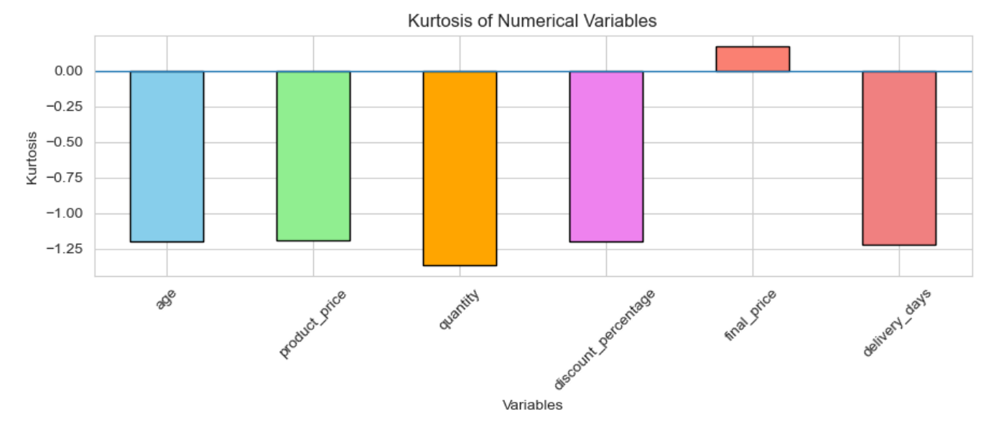 Kurtosis of Numerical Variables
Kurtosis
0.00
−0.25
−0.50
−0.75
−1.00
−1.25
age
product_price
quantity
discount_percentage
final_price
delivery_days
Variables